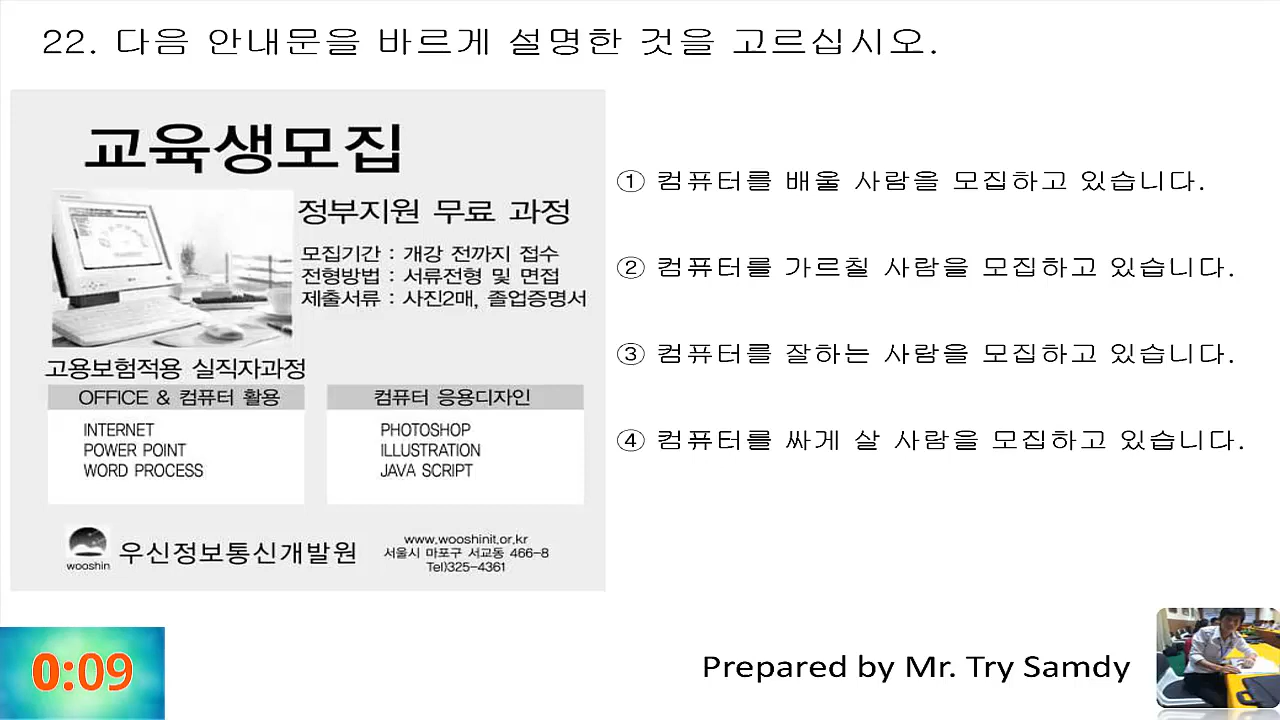 22. 다음 안내문을 바르게 설명한 것을 고르십시오.
교육생모집
정부지원 무료 과정
모집기간 : 개강 전까지 접수
전형방법 : 서류전형 및 면접
제출서류 : 사진2매, 졸업증명서
고용보험적용 실직자과정
OFFICE & 컴퓨터 활용
INTERNET
POWER POINT
WORD PROCESS
컴퓨터 응용디자인
PHOTOSHOP
ILLUSTRATION
JAVA SCRIPT
wooshin
우신정보통신개발원
www.wooshinit.or.kr
서울시 마포구 서교동 466-8
Tel)325-4361
① 컴퓨터를 배울 사람을 모집하고 있습니다.
② 컴퓨터를 가르칠 사람을 모집하고 있습니다.
③ 컴퓨터를 잘하는 사람을 모집하고 있습니다.
④ 컴퓨터를 싸게 살 사람을 모집하고 있습니다.
0:09
Prepared by Mr. Try Samdy